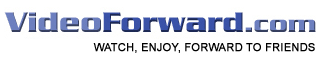 VideoForward.com
WATCH, ENJOY, FORWARD TO FRIENDS